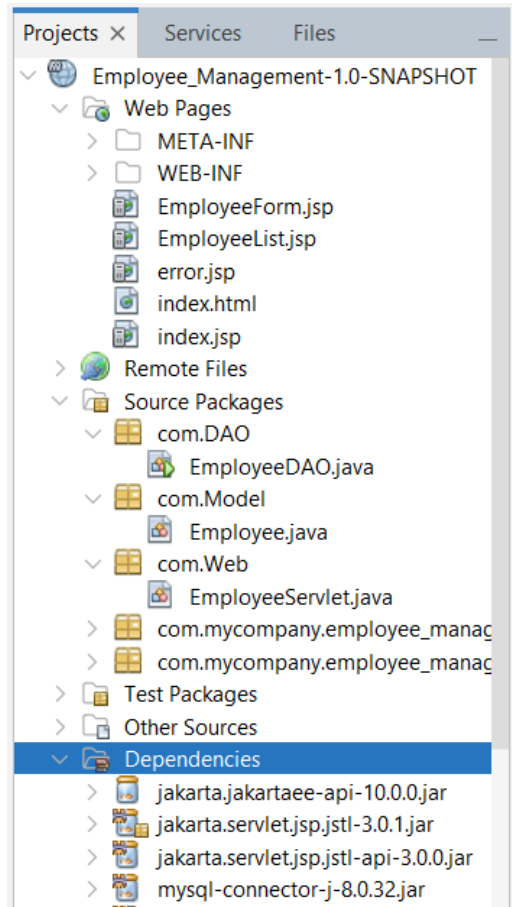 Projects Services Files
Employee_Management-1.0-SNAPSHOT
Web Pages
META-INF
WEB-INF
EmployeeForm.jsp
EmployeeList.jsp
error.jsp
index.html
index.jsp
Remote Files
Source Packages
com.DAO
EmployeeDAO.java
com.Model
Employee.java
com.Web
EmployeeServlet.java
com.mycompany.employee_manag
com.mycompany.employee_manag
Test Packages
Other Sources
Dependencies
jakarta.jakartaee-api-10.0.0.jar
jakarta.servlet.jsp.jstl-3.0.1.jar
jakarta.servlet.jsp.jstl-api-3.0.0.jar
mysql-connector-j-8.0.32.jar